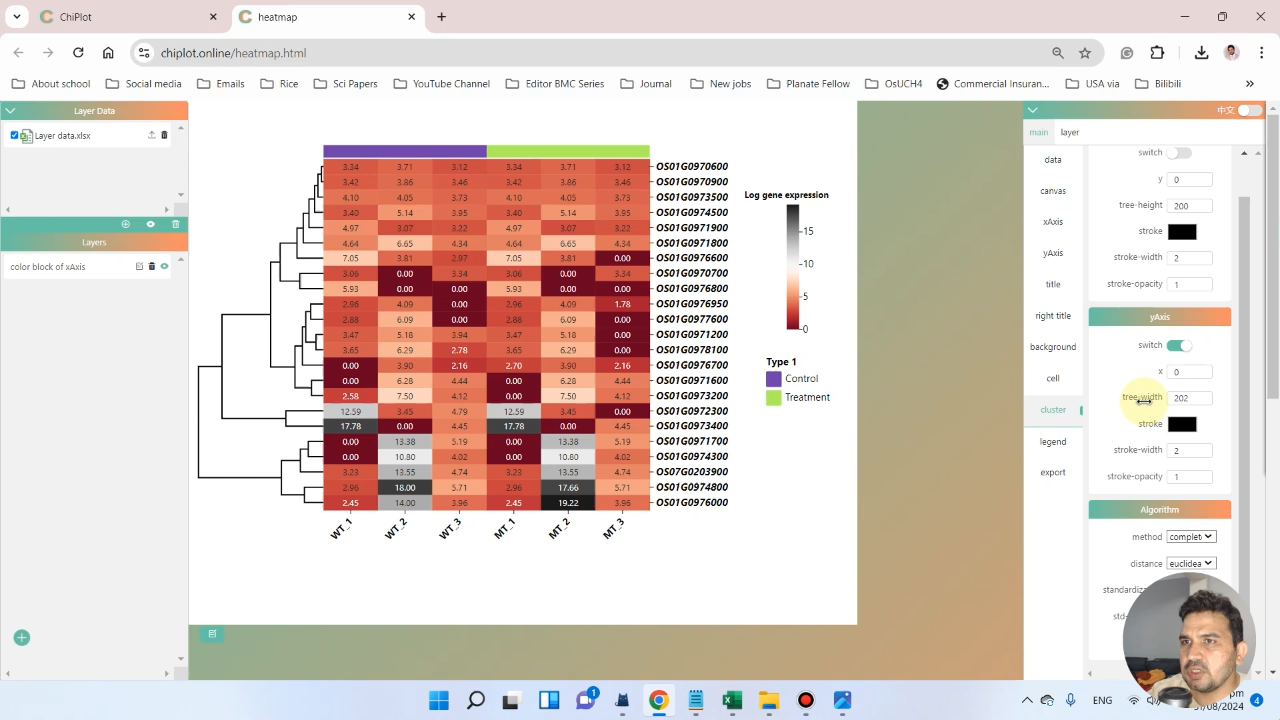 ChiPlot
heatmap
chiplot.online/heatmap.html
About school
Social media
Emails
Rice
Sci Papers
YouTube Channel
Editor BMC Series
Journal
New jobs
Planate Fellow
OsUCH4
Commercial Insuran...
USA via
Bilibili
Layer Data
Layer data.xlsx
Layers
color block of xAxis
3.34 3.71 3.12 3.34 3.71 3.12 OS01G0970600
3.42 3.86 3.46 3.42 3.86 3.46 OS01G0970900
4.10 4.05 3.73 4.10 4.05 3.73 OS01G0973500
3.40 5.14 3.95 3.40 5.14 3.95 OS01G0974500
4.97 3.07 3.22 4.97 3.07 3.22 OS01G0971900
4.64 6.65 4.34 4.64 6.65 4.34 OS01G0971800
7.05 3.81 2.97 7.05 3.81 0.00 OS01G0976600
3.06 0.00 3.34 3.06 0.00 3.34 OS01G0970700
5.93 0.00 0.00 5.93 0.00 0.00 OS01G0976800
2.96 4.09 0.00 2.96 4.09 1.78 OS01G0976950
2.88 6.09 0.00 2.88 6.09 0.00 OS01G0977600
3.47 5.18 3.94 3.47 5.18 0.00 OS01G0971200
3.65 6.29 2.78 3.65 6.29 0.00 OS01G0978100
0.00 3.90 2.16 2.70 3.90 2.16 OS01G0976700
0.00 6.28 4.44 0.00 6.28 4.44 OS01G0971600
2.58 7.50 4.12 0.00 7.50 4.12 OS01G0973200
12.59 3.45 4.79 12.59 3.45 0.00 OS01G0972300
17.78 0.00 4.45 17.78 0.00 4.45 OS01G0973400
0.00 13.38 5.19 0.00 13.38 5.19 OS01G0971700
0.00 10.80 4.02 0.00 10.80 4.02 OS01G0974300
3.23 13.55 4.74 3.23 13.55 4.74 OS07G0203900
2.96 18.00 5.71 2.96 17.66 5.71 OS01G0974800
2.45 14.00 3.96 2.45 19.22 3.96 OS01G0976000
WT_1 WT_2 WT_3 MT_1 MT_2 MT_3
Log gene expression
15
10
5
0
Type 1
Control
Treatment
中文
main
layer
data
canvas
xAxis
yAxis
title
right title
background
cell
cluster
legend
export
switch
y 0
tree-height 200
stroke
stroke-width 2
stroke-opacity 1
yAxis
switch
x 0
tree-width 202
stroke
stroke-width 2
stroke-opacity 1
Algorithm
method complet
distance euclidea
1
ENG
4